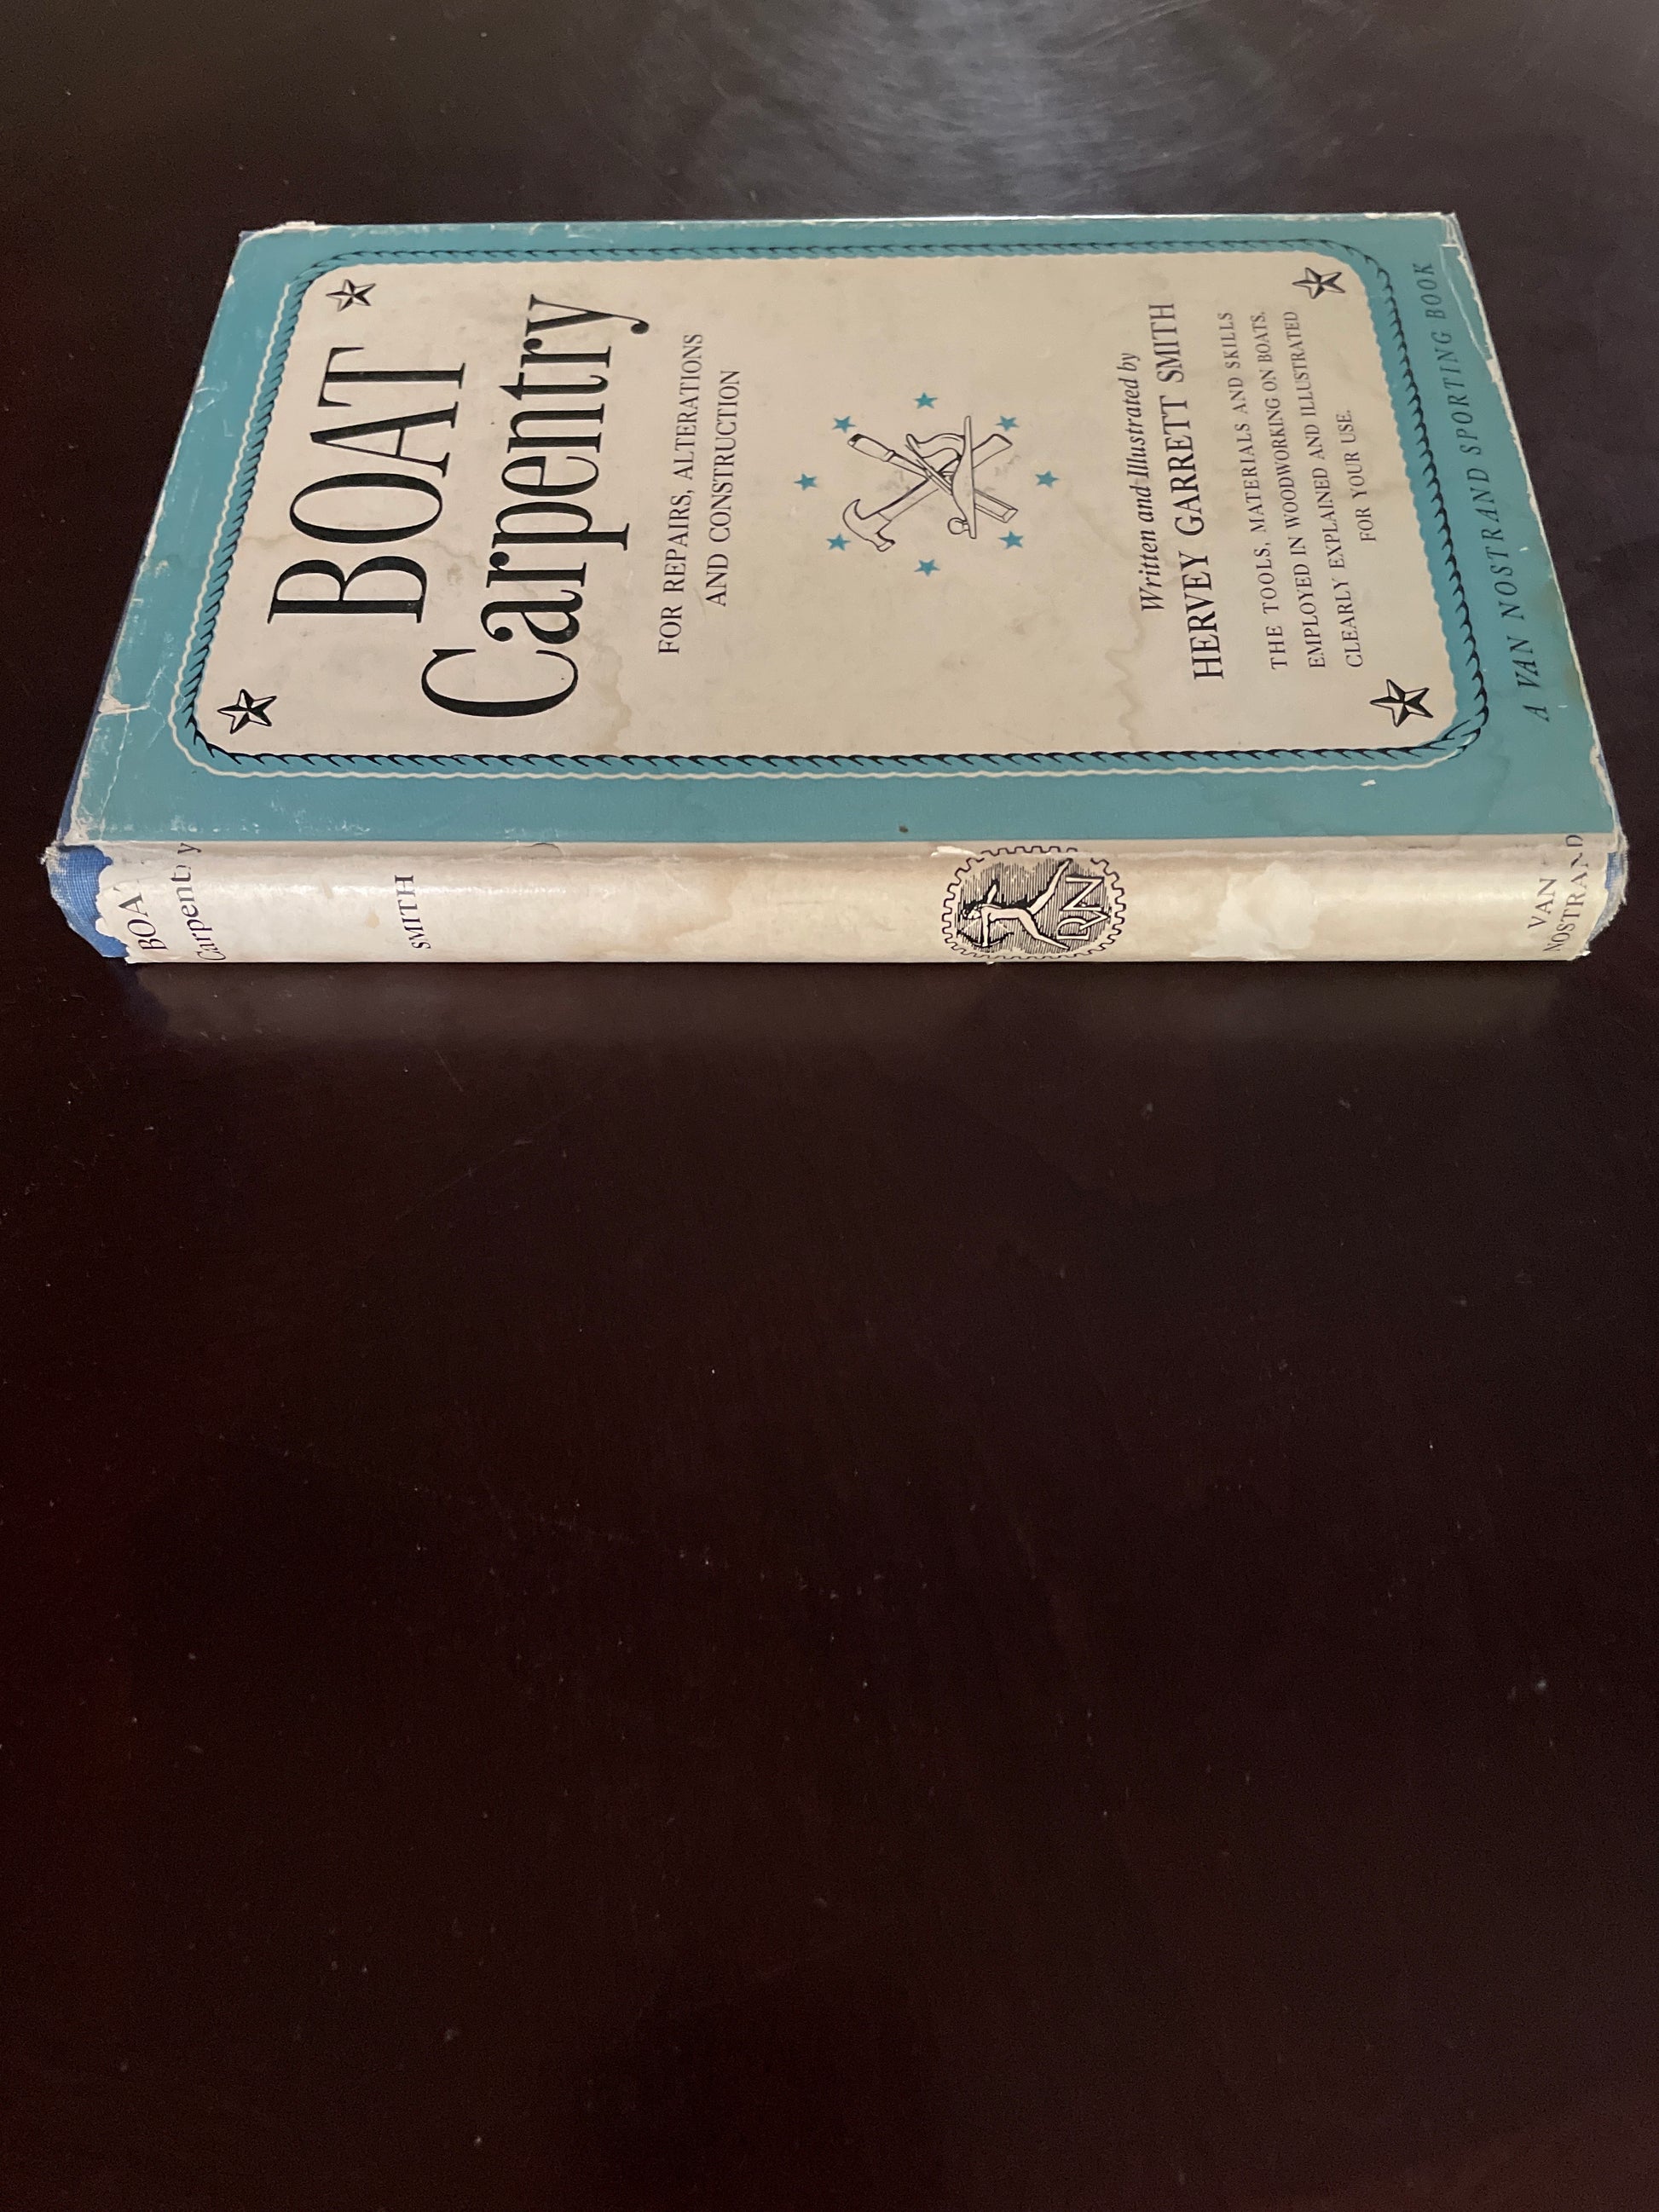 BOAT
Carpentry
FOR REPAIRS, ALTERATIONS
AND CONSTRUCTION
Written and Illustrated by
HERVEY GARRETT SMITH
THE TOOLS, MATERIALS AND SKILLS
EMPLOYED IN WOODWORKING ON BOATS,
CLEARLY EXPLAINED AND ILLUSTRATED
FOR YOUR USE.
A VAN NOSTRAND SPORTING BOOK
BOA
Carpentry
SMITH
DVN
VAN
NOSTRAND